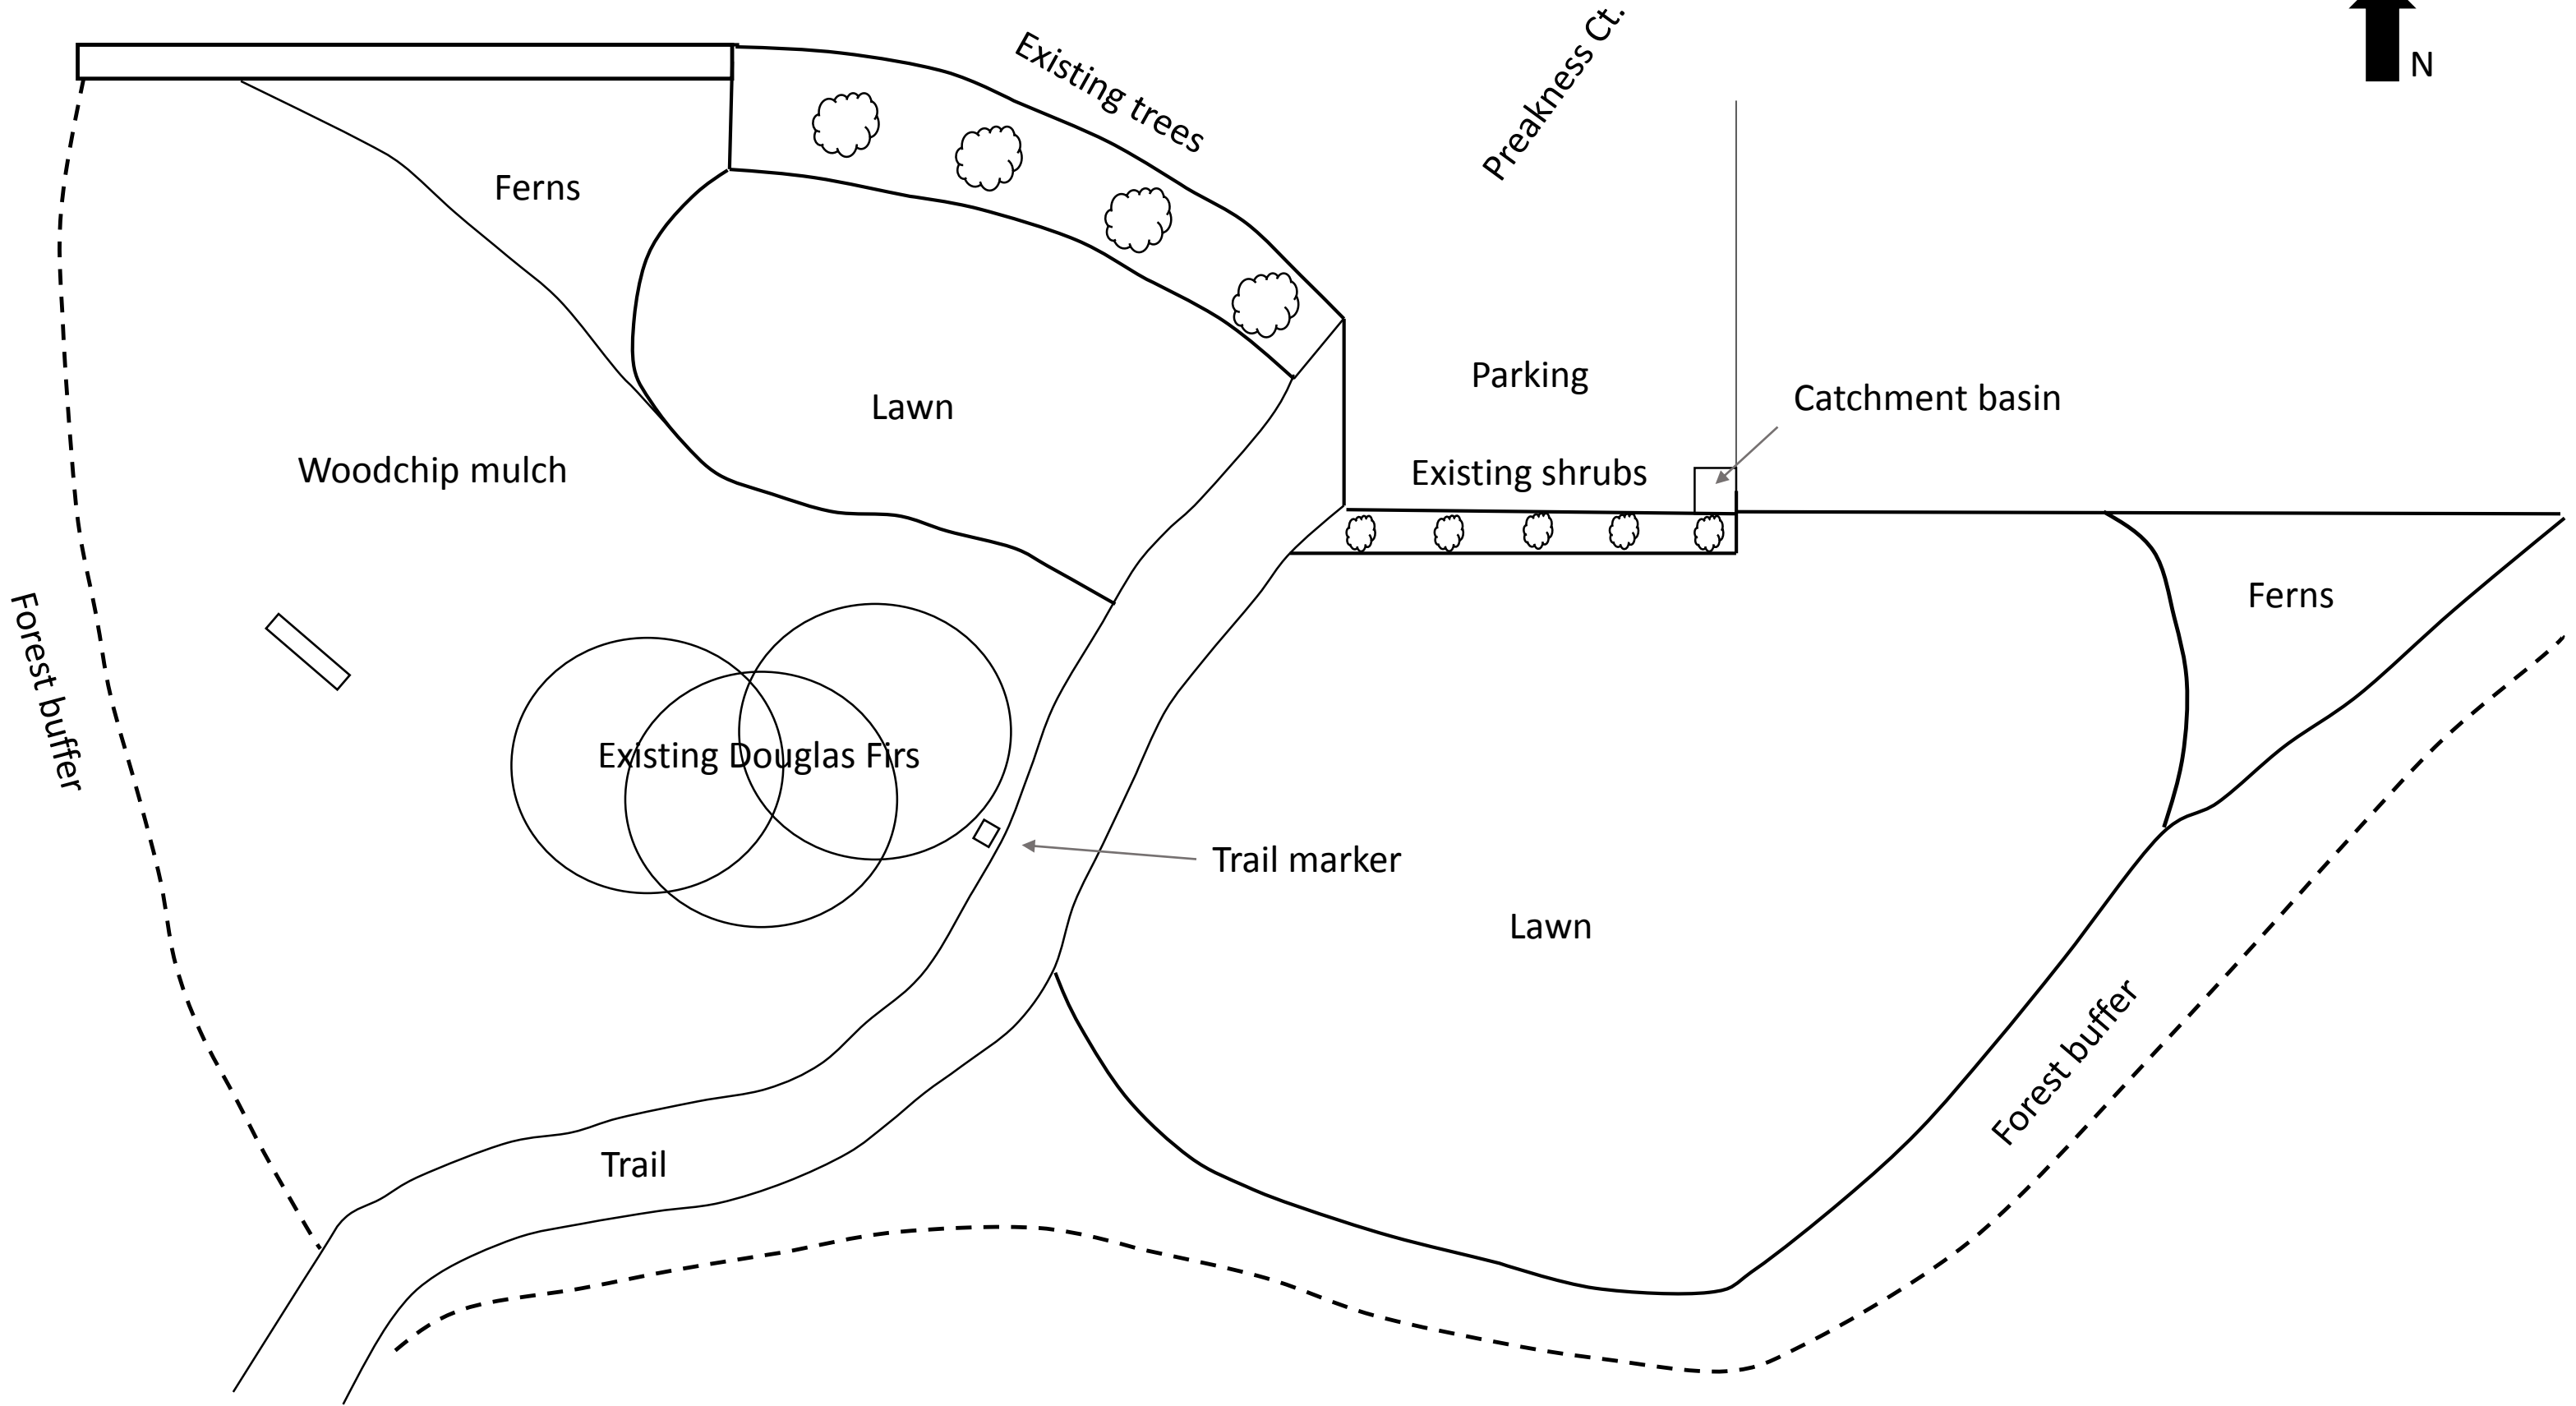 Existing trees
Preakness Ct.
N
Ferns
Parking
Catchment basin
Lawn
Woodchip mulch
Existing shrubs
Ferns
Forest buffer
Existing Douglas Firs
Trail marker
Lawn
Forest buffer
Trail